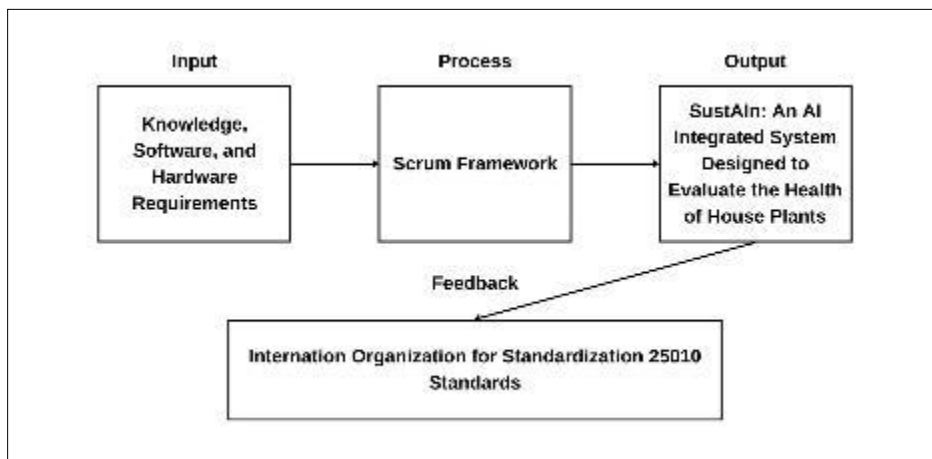 Input
Process
Output
Knowledge,
Software, and
Hardware
Requirements
Scrum Framework
SustAIn: An AI
Integrated System
Designed to
Evaluate the Health
of House Plants
Feedback
Internation Organization for Standardization 25010
Standards